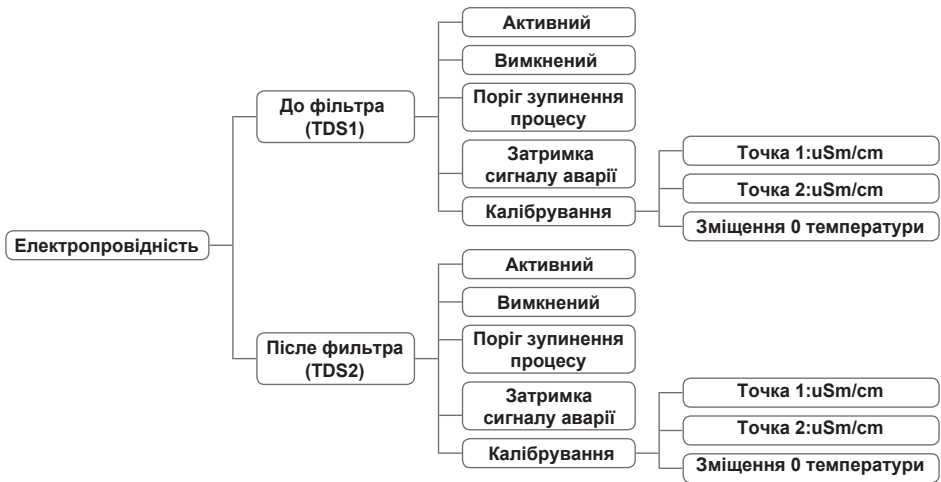 Електропровідність
До фільтра
(TDS1)
Активний
Вимкнений
Поріг зупинення
процесу
Затримка
сигналу аварії
Калібрування
Точка 1:uSm/cm
Точка 2:uSm/cm
Зміщення 0 температури
Після фильтра
(TDS2)
Активний
Вимкнений
Поріг зупинення
процесу
Затримка
сигналу аварії
Калібрування
Точка 1:uSm/cm
Точка 2:uSm/cm
Зміщення 0 температури